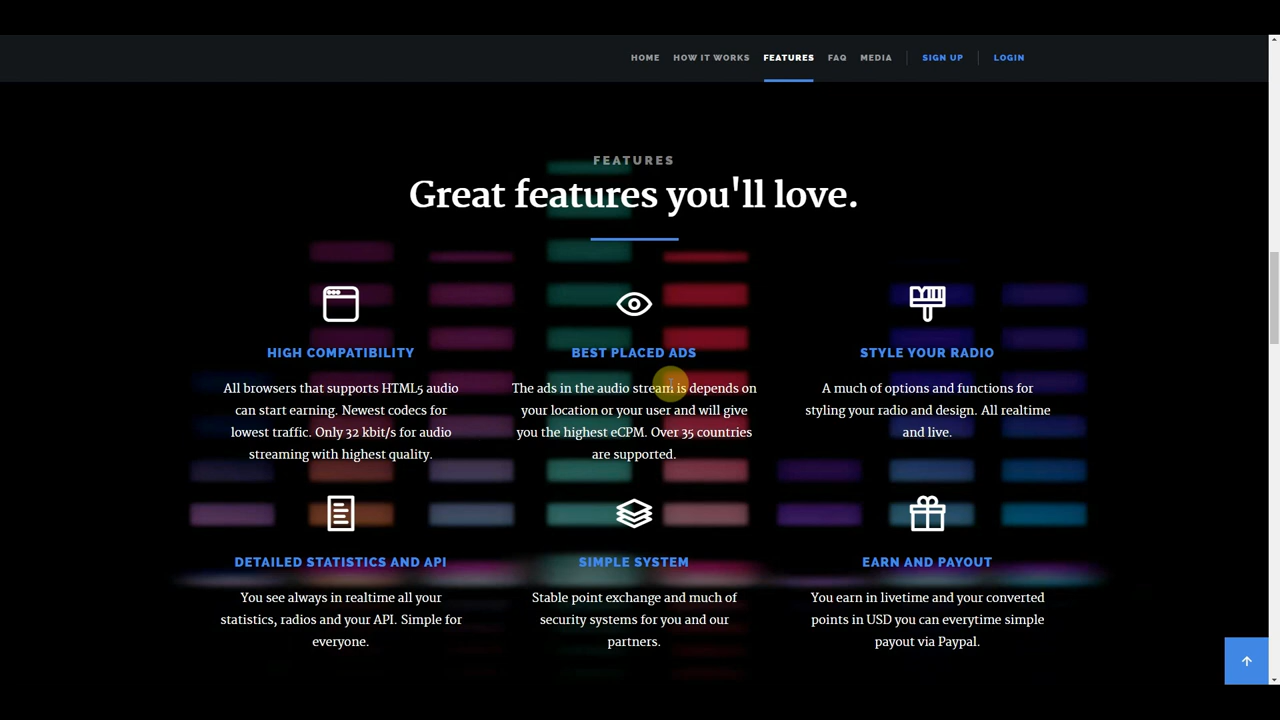 HOME HOW IT WORKS FEATURES FAQ MEDIA SIGN UP LOGIN
FEATURES
Great features you'll love.
HIGH COMPATIBILITY
All browsers that supports HTML5 audio
can start earning. Newest codecs for
lowest traffic. Only 32 kbit/s for audio
streaming with highest quality.
BEST PLACED ADS
The ads in the audio stream is depends on
your location or your user and will give
you the highest eCPM. Over 35 countries
are supported.
STYLE YOUR RADIO
A much of options and functions for
styling your radio and design. All realtime
and live.
DETAILED STATISTICS AND API
You see always in realtime all your
statistics, radios and your API. Simple for
everyone.
SIMPLE SYSTEM
Stable point exchange and much of
security systems for you and our
partners.
EARN AND PAYOUT
You earn in livetime and your converted
points in USD you can everytime simple
payout via Paypal.